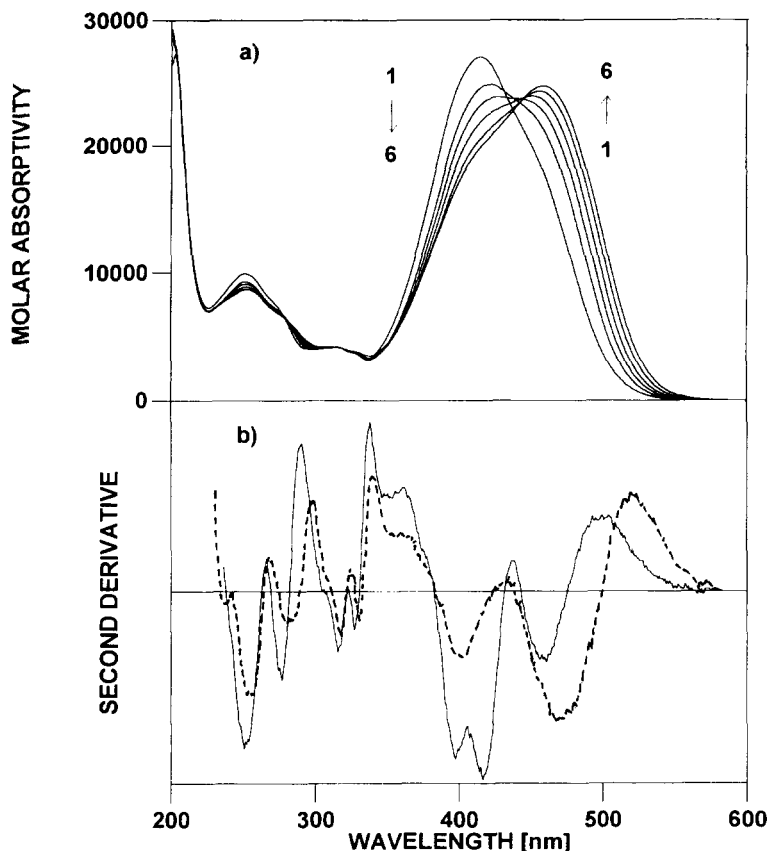 30000
a)
1
6
6
1
20000
10000
0
MOLAR ABSORPTIVITY
b)
SECOND DERIVATIVE
200
300
400
500
600
WAVELENGTH [nm]